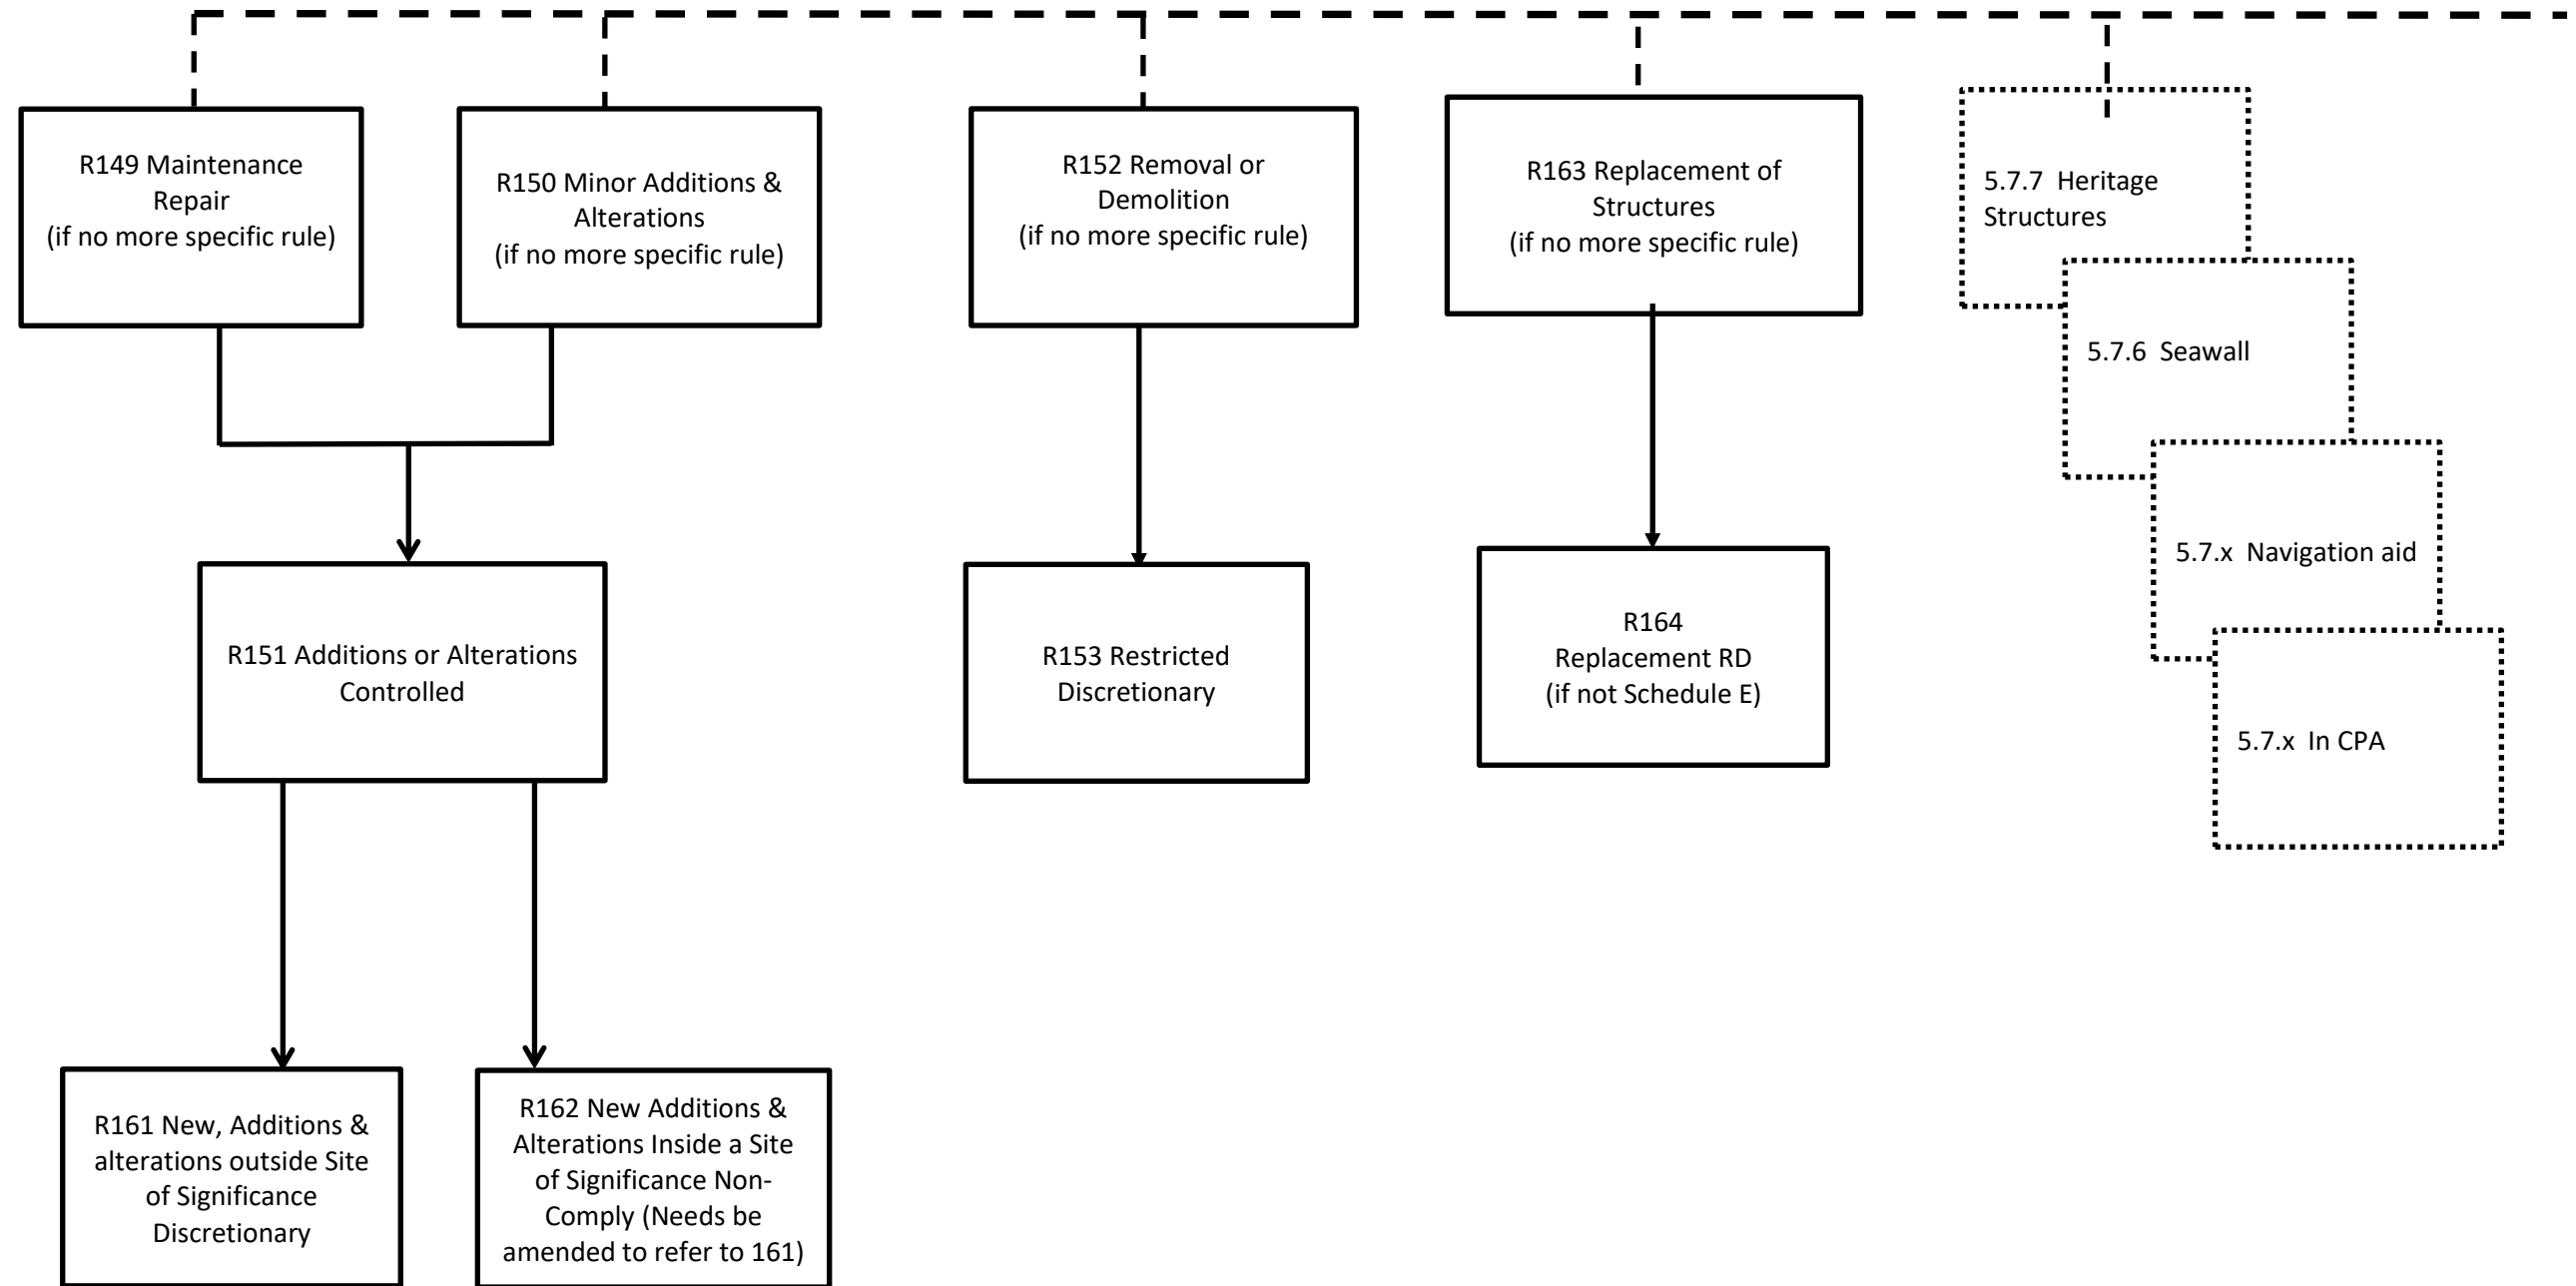 R149 Maintenance
Repair
(if no more specific rule)
R150 Minor Additions &
Alterations
(if no more specific rule)
R152 Removal or
Demolition
(if no more specific rule)
R163 Replacement of
Structures
(if no more specific rule)
5.7.7 Heritage
Structures
5.7.6 Seawall
5.7.x Navigation aid
5.7.x In CPA
R151 Additions or Alterations
Controlled
R153 Restricted
Discretionary
R164
Replacement RD
(if not Schedule E)
R161 New, Additions &
alterations outside Site
of Significance
Discretionary
R162 New Additions &
Alterations Inside a Site
of Significance Non-
Comply (Needs be
amended to refer to 161)